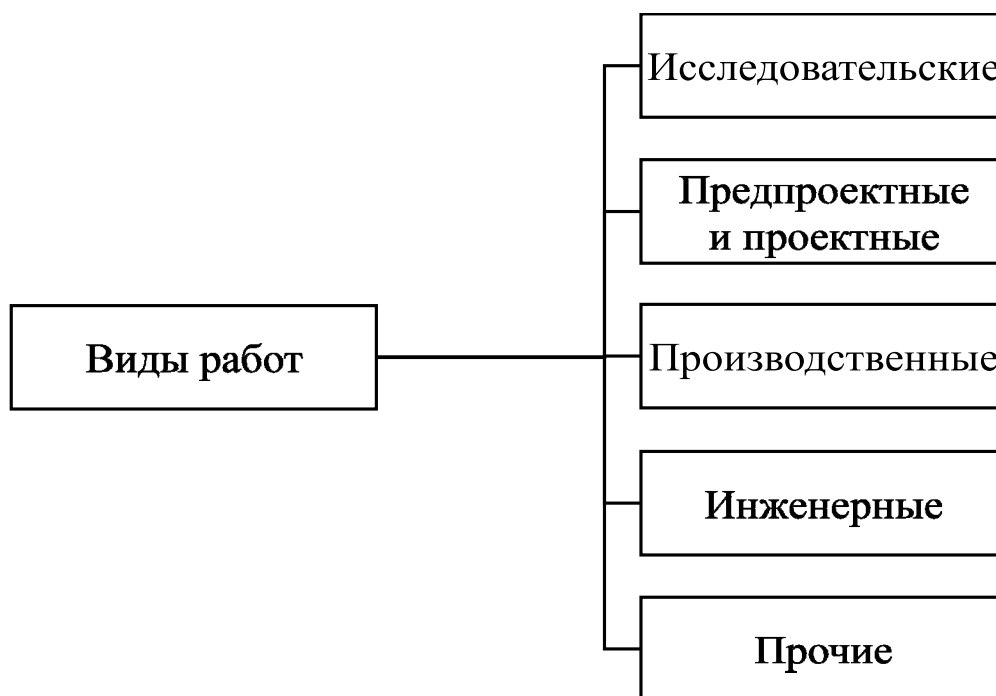 Исследовательские
Предпроектные
и проектные
Виды работ
Производственные
Инженерные
Прочие